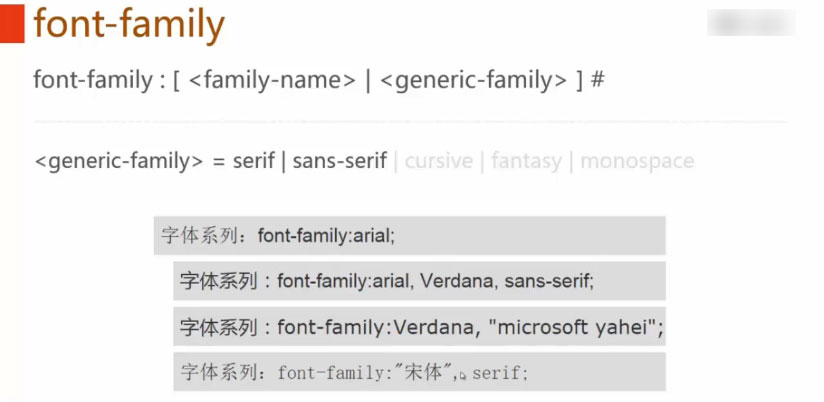 font-family
font-family : [ <family-name> | <generic-family> ] #
<generic-family> = serif | sans-serif | cursive | fantasy | monospace
字体系列：font-family:arial;
字体系列：font-family:arial, Verdana, sans-serif;
字体系列：font-family:Verdana, "microsoft yahei";
字体系列：font-family:"宋体", serif;